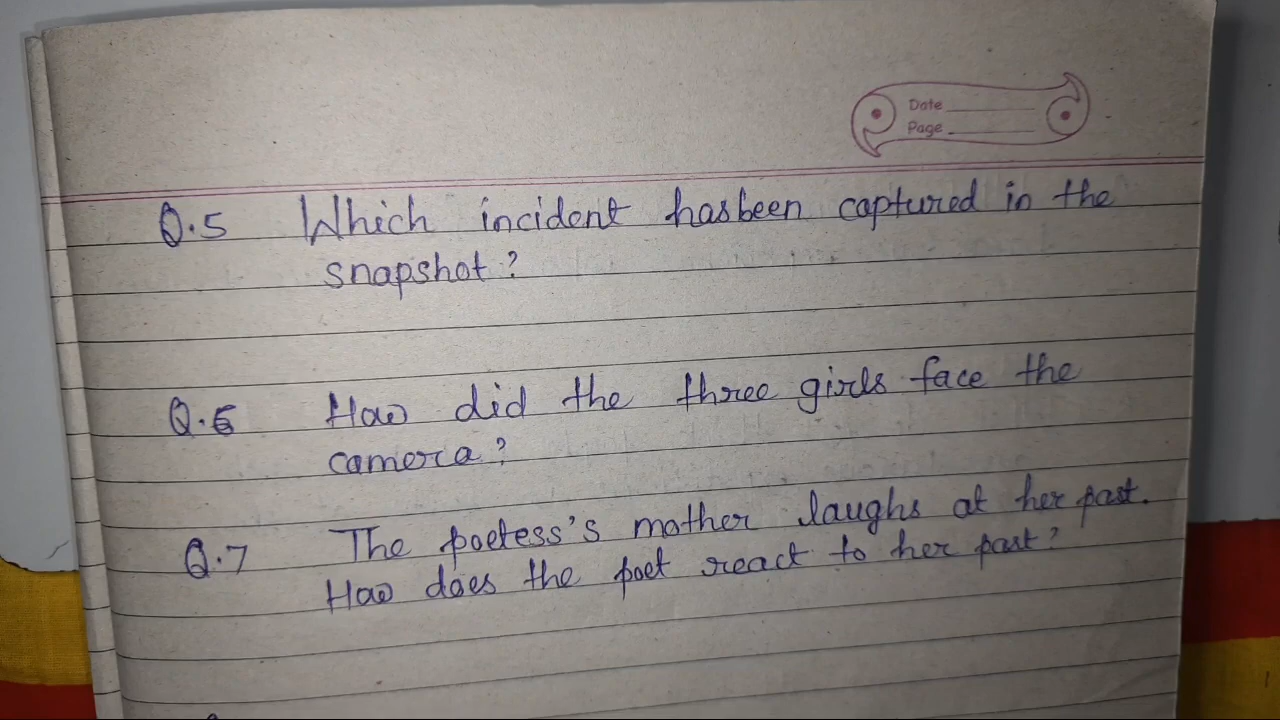 Date
Page
Q.5 Which incident hasbeen captured in the
snapshot?
Q.6 How did the three girls face the
camera?
Q.7 The poetess's mother laughs at her past.
How does the poet react to her past?